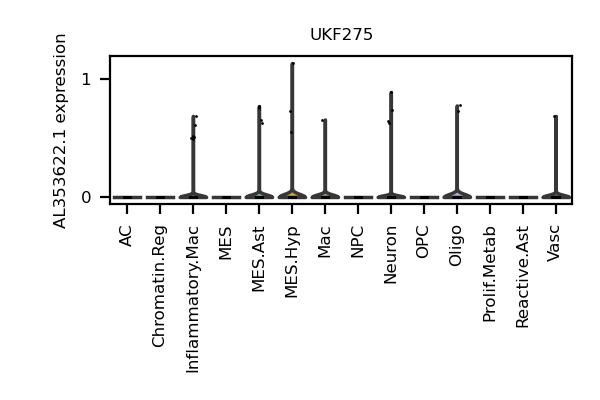 UKF275
AL353622.1 expression
1
0
AC
Chromatin.Reg
Inflammatory.Mac
MES
MES.Ast
MES.Hyp
Mac
NPC
Neuron
OPC
Oligo
Prolif.Metab
Reactive.Ast
Vasc